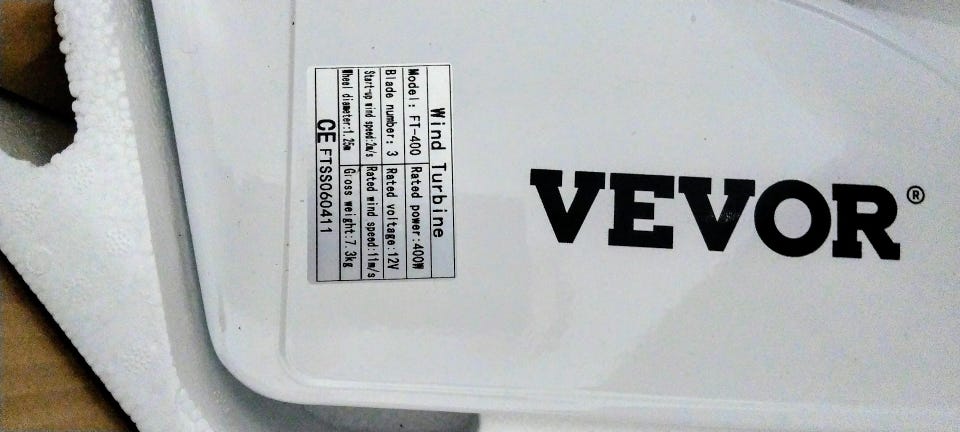 Wind Turbine
Model: FT-400 Rated power:400W
Blade number: 3 Rated voltage:12V
Start-up wind speed:2m/s Rated wind speed:11m/s
Wheel diameter:1.25m Gross weight:7.3kg
CE FTSS060411
VEVOR®